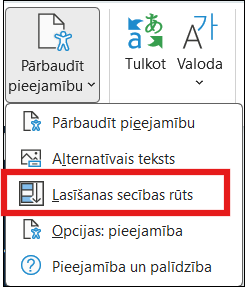 Pārbaudīt
pieejamību
Tulkot
Valoda
Pārbaudīt pieejamību
Alternatīvais teksts
Lasīšanas secības rūts
Opcijas: pieejamība
Pieejamība un palīdzība